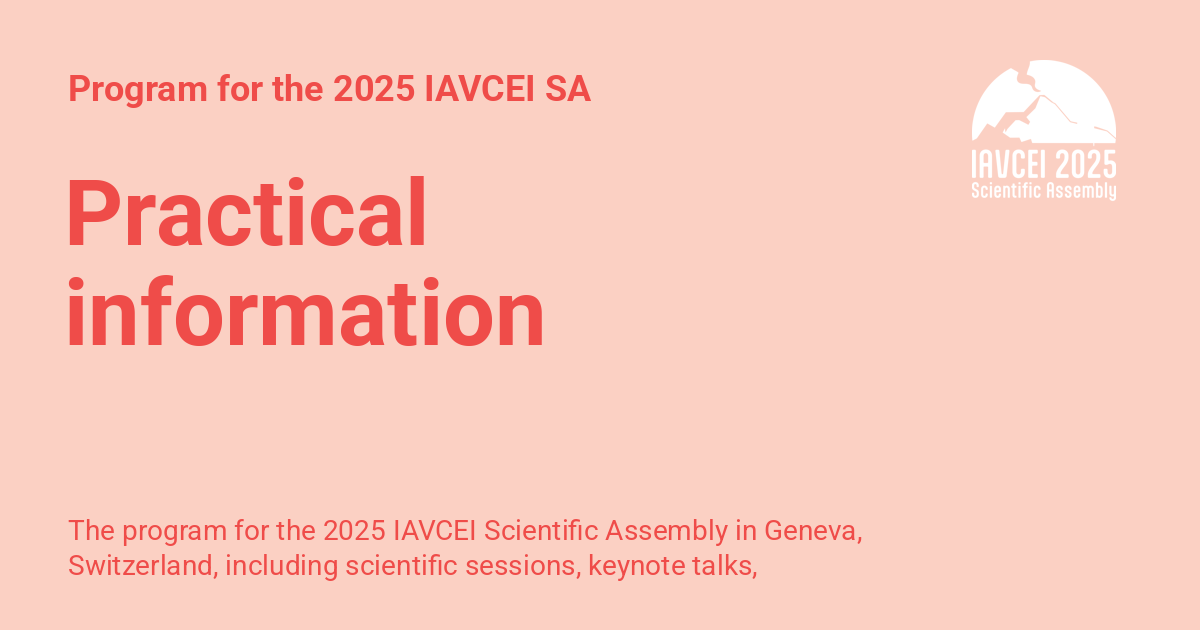 Program for the 2025 IAVCEI SA
IAVCEI 2025
Scientific Assembly
Practical
information
The program for the 2025 IAVCEI Scientific Assembly in Geneva,
Switzerland, including scientific sessions, keynote talks,